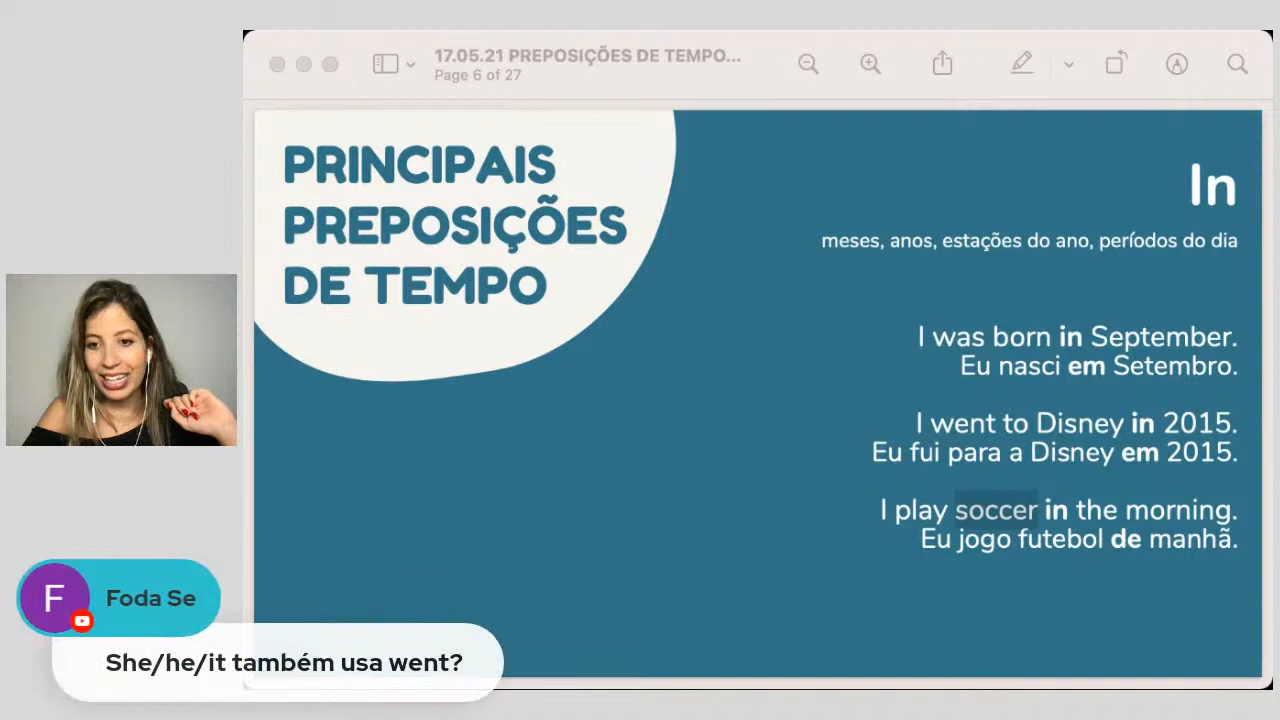 17.05.21 PREPOSIÇÕES DE TEMPO...
Page 6 of 27
PRINCIPAIS
PREPOSIÇÕES
DE TEMPO
In
meses, anos, estações do ano, períodos do dia
I was born in September.
Eu nasci em Setembro.
I went to Disney in 2015.
Eu fui para a Disney em 2015.
I play soccer in the morning.
Eu jogo futebol de manhã.
F
Foda Se
She/he/it também usa went?